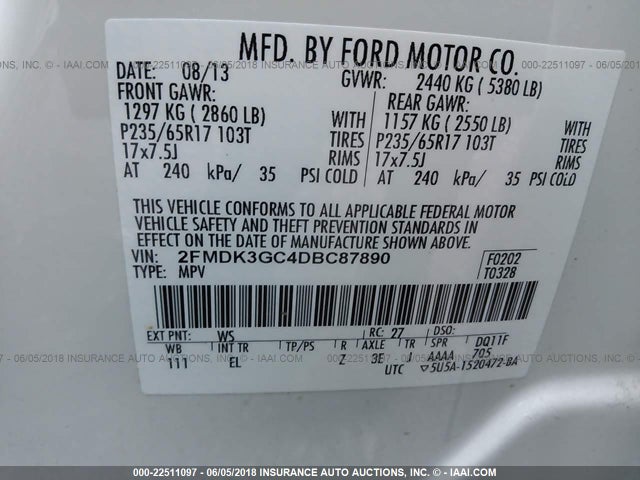 MFD. BY FORD MOTOR CO.
DATE: 08/13 GVWR: 2440 KG ( 5380 LB)
FRONT GAWR: REAR GAWR:
1297 KG ( 2860 LB) WITH 1157 KG ( 2550 LB) WITH
P235/65R17 103T TIRES P235/65R17 103T TIRES
17x7.5J RIMS 17x7.5J RIMS
AT 240 kPa/ 35 PSI COLD AT 240 kPa/ 35 PSI COLD
THIS VEHICLE CONFORMS TO ALL APPLICABLE FEDERAL MOTOR
VEHICLE SAFETY AND THEFT PREVENTION STANDARDS IN
EFFECT ON THE DATE OF MANUFACTURE SHOWN ABOVE.
VIN: 2FMDK3GC4DBC87890 F0202
TYPE: MPV T0328
EXT PNT: WS RC: 27 DSO:
WB INT TR TP/PS R AXLE TR SPR DQ11F
111 EL Z 3E J AAAA 705
UTC ▽5U5A-1520472-BA
000-22511097 - 06/05/2018 INSURANCE AUTO AUCTIONS - © IAAI.COM